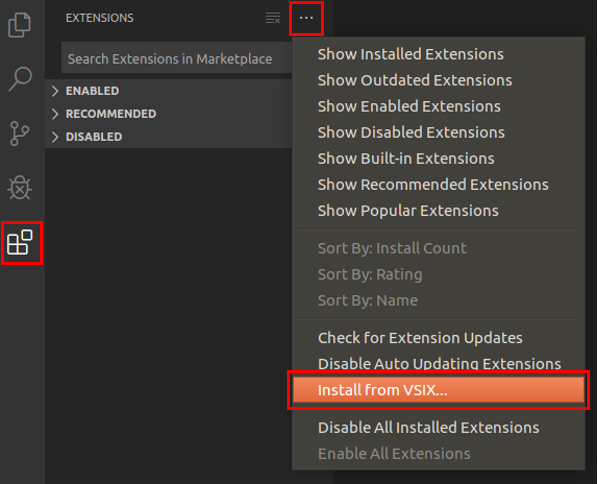 EXTENSIONS
...
Search Extensions in Marketplace
ENABLED
RECOMMENDED
DISABLED
Show Installed Extensions
Show Outdated Extensions
Show Enabled Extensions
Show Disabled Extensions
Show Built-in Extensions
Show Recommended Extensions
Show Popular Extensions
Sort By: Install Count
Sort By: Rating
Sort By: Name
Check for Extension Updates
Disable Auto Updating Extensions
Install from VSIX...
Disable All Installed Extensions
Enable All Extensions